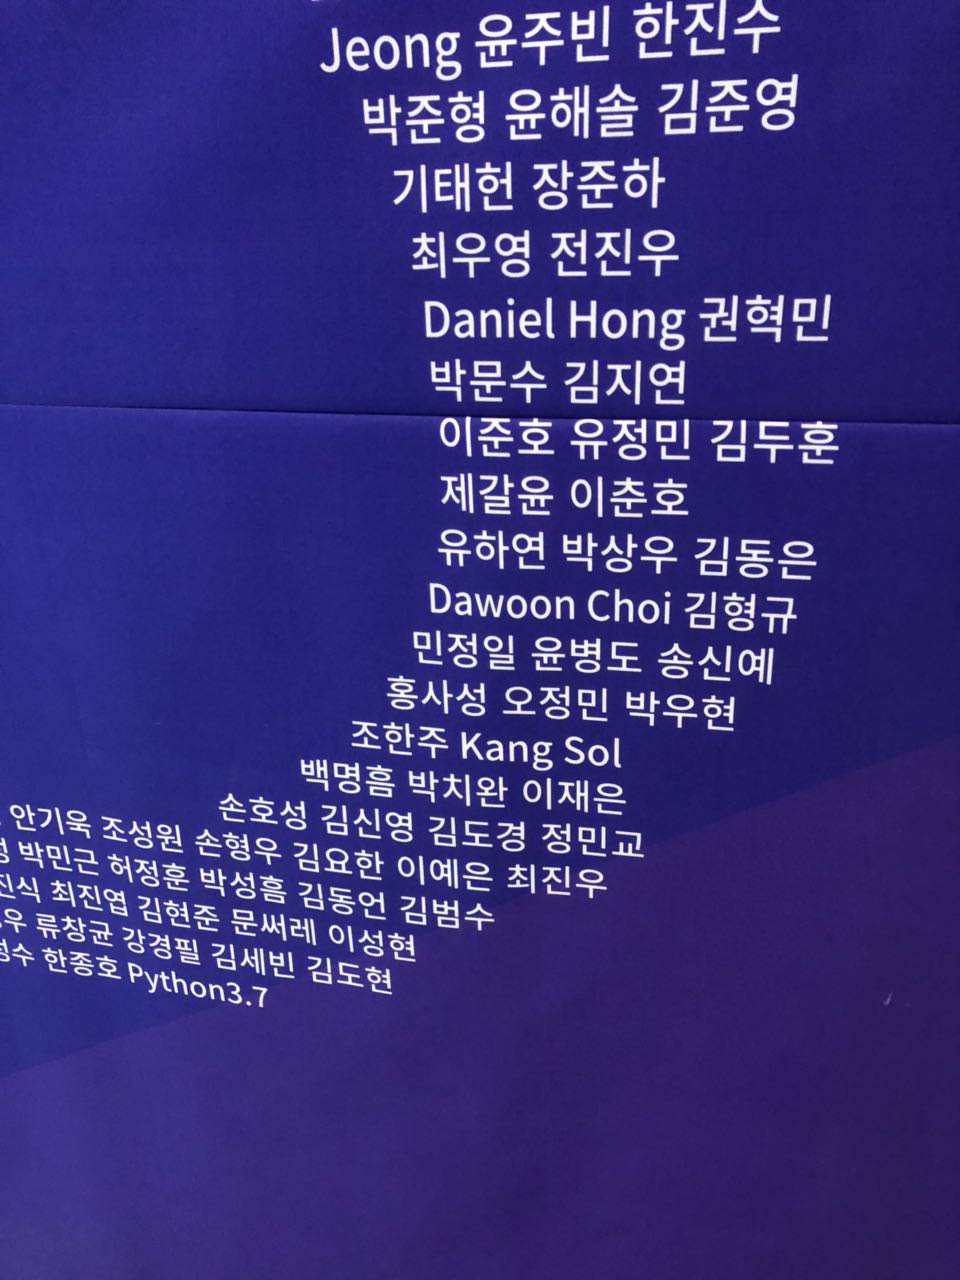 Jeong 윤주빈 한진수
박준형 윤해솔 김준영
기태헌 장준하
최우영 전진우
Daniel Hong 권혁민
박문수 김지연
이준호 유정민 김두훈
제갈윤 이춘호
유하연 박상우 김동은
Dawoon Choi 김형규
민정일 윤병도 송신예
홍사성 오정민 박우현
조한주 Kang Sol
백명흠 박치완 이재은
손호성 김신영 김도경 정민교
안기욱 조성원 손형우 김요한 이예은 최진우
박민근 허정훈 박성흠 김동언 김범수
진식 최진엽 김현준 문써레 이성현
우 류창균 강경필 김세빈 김도현
한종호 Python3.7